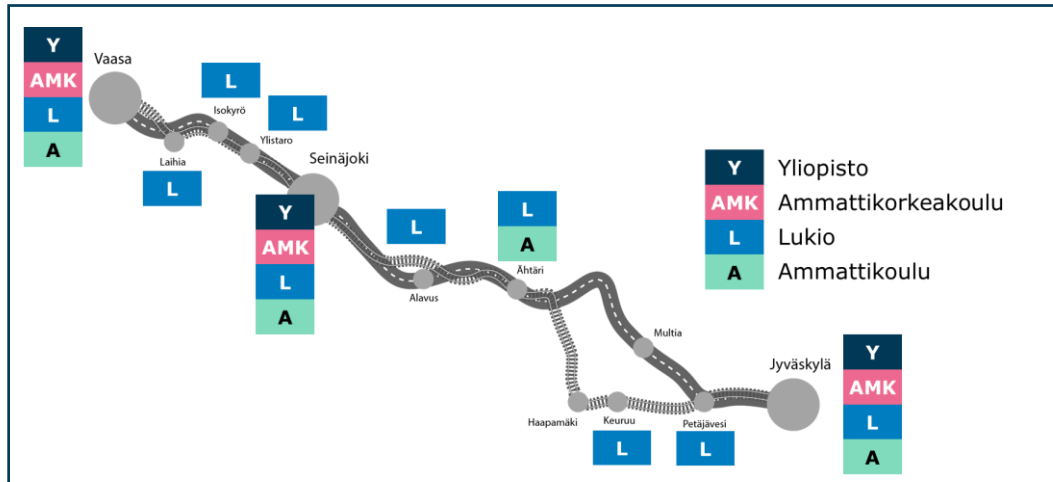 Y
AMK
L
A
Vaasa
L
Isokyrö
L
Ylistaro
Laihia
L
Seinäjoki
Y
AMK
L
A
L
Alavus
L
A
Ähtäri
Y Yliopisto
AMK Ammattikorkeakoulu
L Lukio
A Ammattikoulu
Multia
Jyväskylä
Y
AMK
L
A
Haapamäki
Keuruu
L
Petäjävesi
L